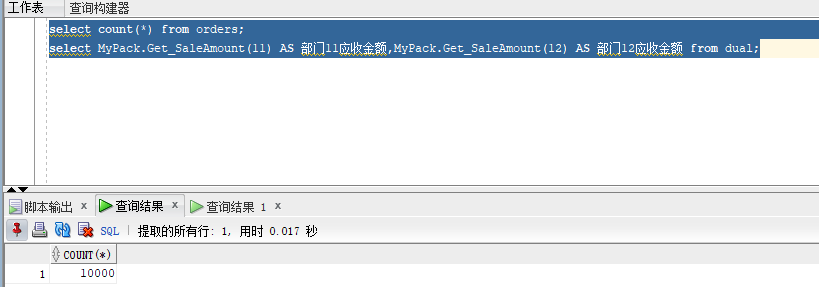 工作表 查询构建器
select count(*) from orders;
select MyPack.Get_SaleAmount(11) AS 部门11应收金额,MyPack.Get_SaleAmount(12) AS 部门12应收金额 from dual;
脚本输出 x 查询结果 x 查询结果 1 x
SQL | 提取的所有行: 1, 用时 0.017 秒
COUNT(*)
1 10000